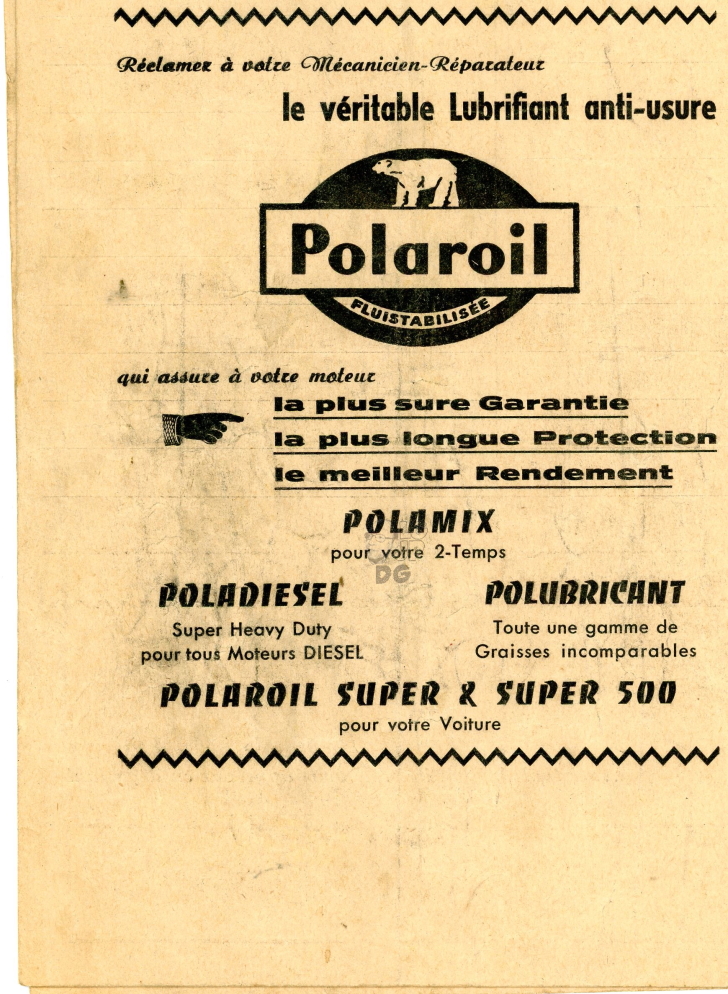 Réclamez à votre Mécanicien-Réparateur
le véritable Lubrifiant anti-usure
Polaroil
FLUISTABILISÉE
qui assure à votre moteur
la plus sure Garantie
la plus longue Protection
le meilleur Rendement
POLAMIX
pour votre 2-Temps
DG
POLADIESEL
Super Heavy Duty
pour tous Moteurs DIESEL
POLUBRICANT
Toute une gamme de
Graisses incomparables
POLAROIL SUPER & SUPER 500
pour votre Voiture